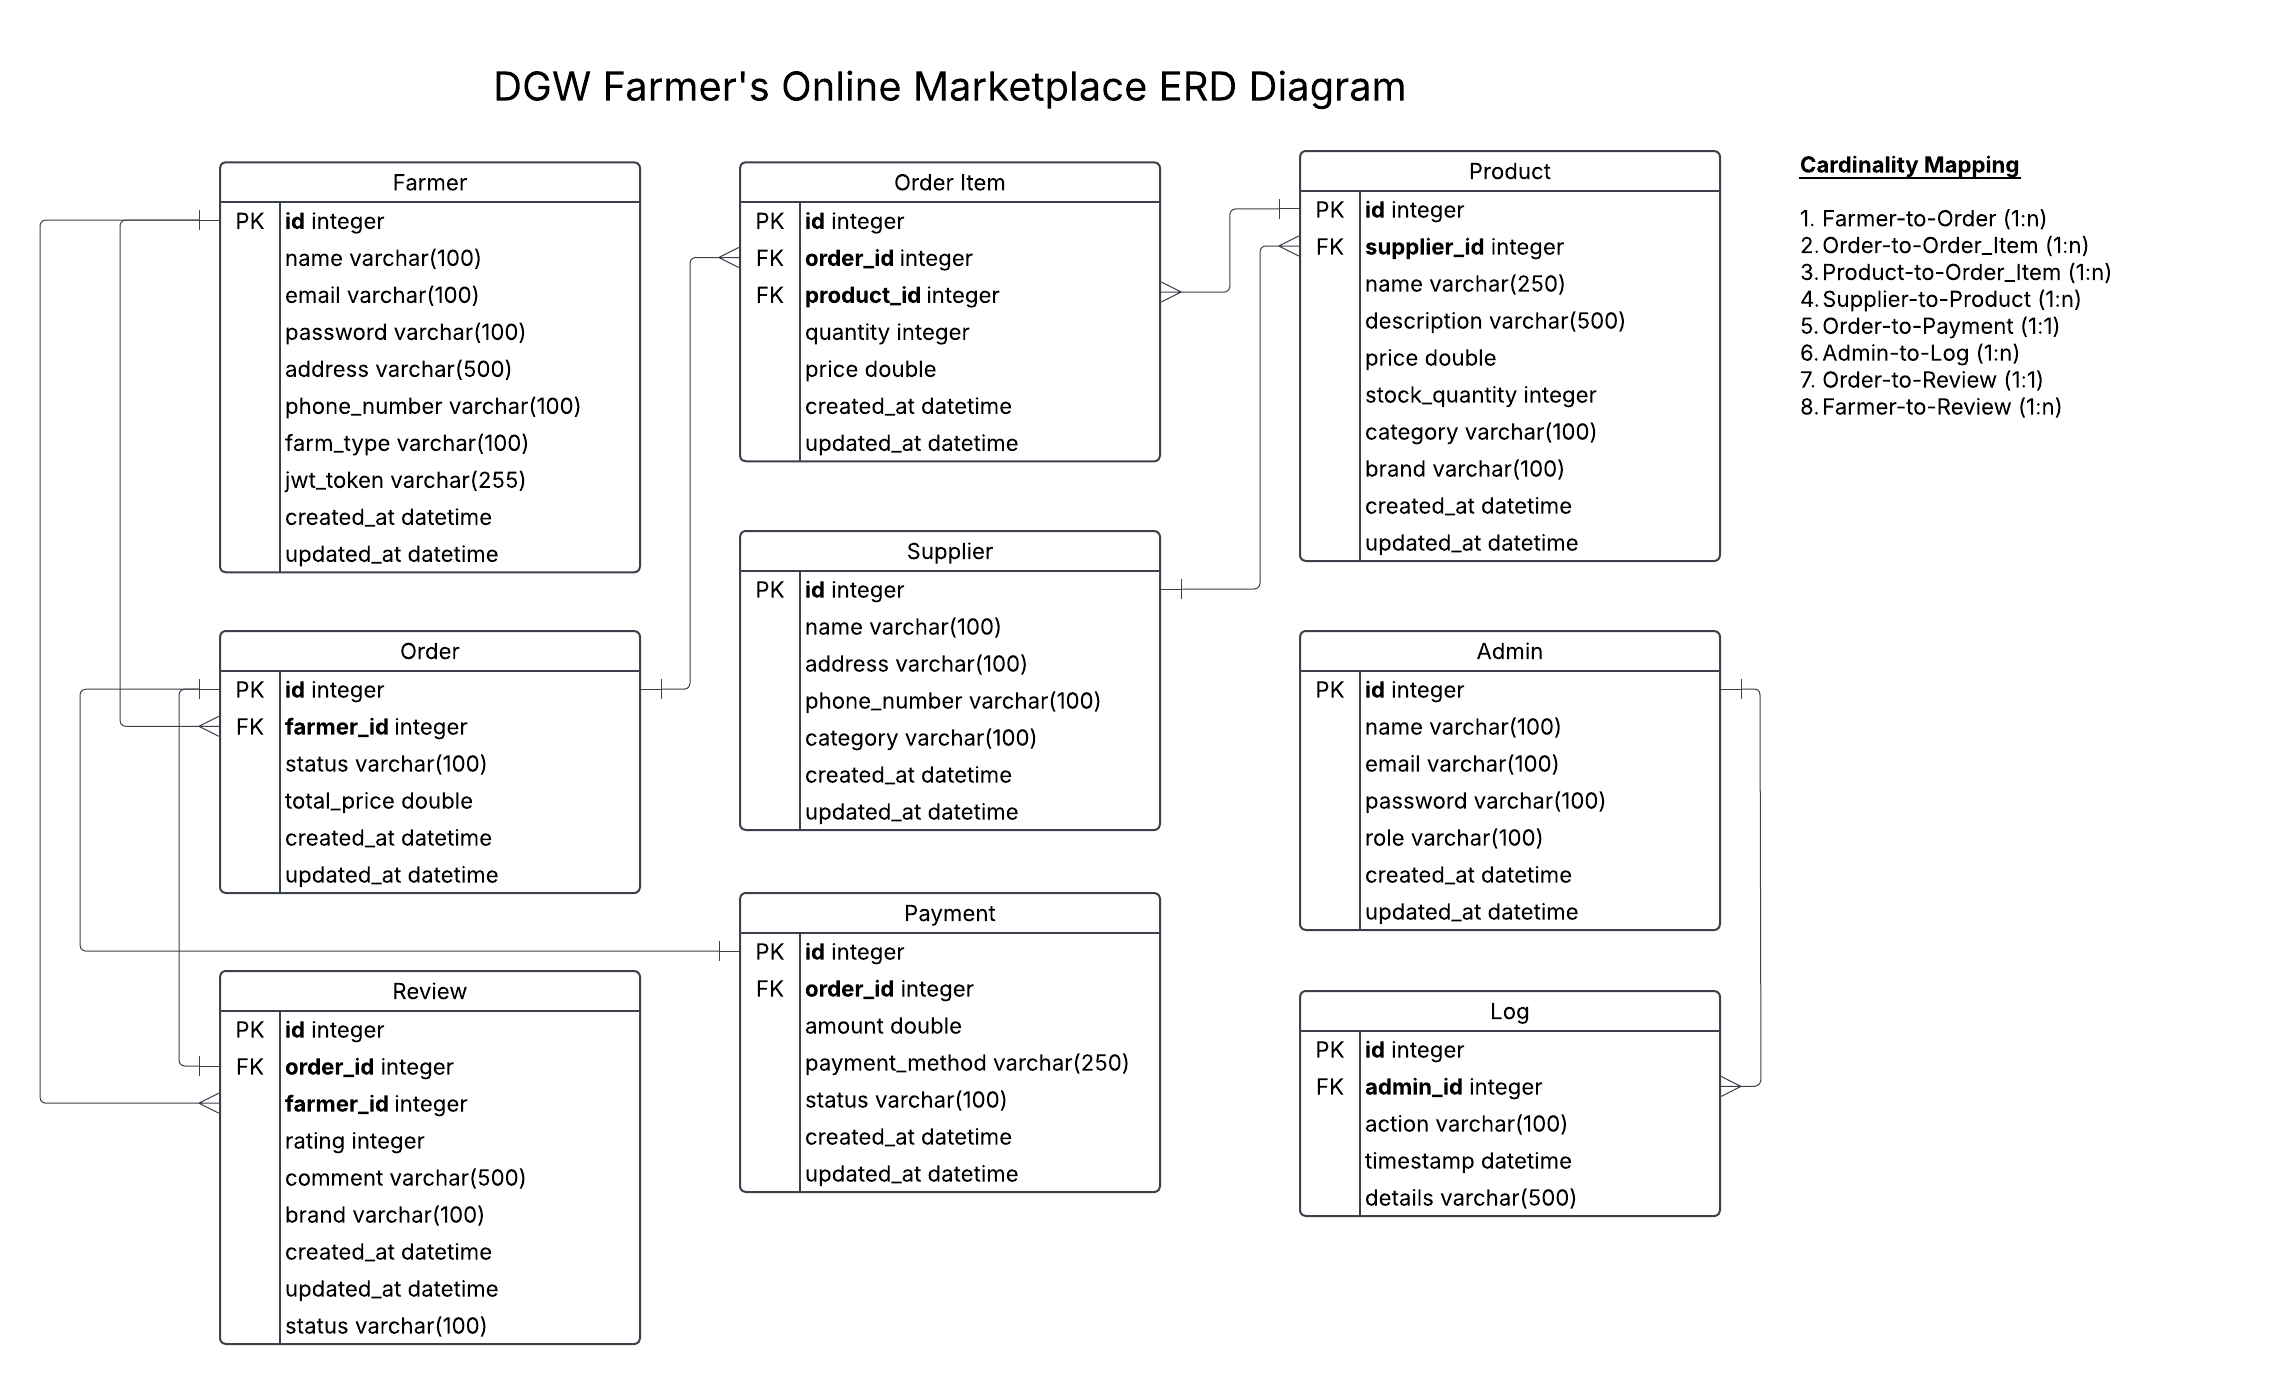 DGW Farmer's Online Marketplace ERD Diagram
Farmer
PK id integer
name varchar(100)
email varchar(100)
password varchar(100)
address varchar(500)
phone_number varchar(100)
farm_type varchar(100)
jwt_token varchar(255)
created_at datetime
updated_at datetime
Order
PK id integer
FK farmer_id integer
status varchar(100)
total_price double
created_at datetime
updated_at datetime
Review
PK id integer
FK order_id integer
farmer_id integer
rating integer
comment varchar(500)
brand varchar(100)
created_at datetime
updated_at datetime
status varchar(100)
Order Item
PK id integer
FK order_id integer
FK product_id integer
quantity integer
price double
created_at datetime
updated_at datetime
Supplier
PK id integer
name varchar(100)
address varchar(100)
phone_number varchar(100)
category varchar(100)
created_at datetime
updated_at datetime
Payment
PK id integer
FK order_id integer
amount double
payment_method varchar(250)
status varchar(100)
created_at datetime
updated_at datetime
Product
PK id integer
FK supplier_id integer
name varchar(250)
description varchar(500)
price double
stock_quantity integer
category varchar(100)
brand varchar(100)
created_at datetime
updated_at datetime
Admin
PK id integer
name varchar(100)
email varchar(100)
password varchar(100)
role varchar(100)
created_at datetime
updated_at datetime
Log
PK id integer
FK admin_id integer
action varchar(100)
timestamp datetime
details varchar(500)
Cardinality Mapping
1. Farmer-to-Order (1:n)
2. Order-to-Order_Item (1:n)
3. Product-to-Order_Item (1:n)
4. Supplier-to-Product (1:n)
5. Order-to-Payment (1:1)
6. Admin-to-Log (1:n)
7. Order-to-Review (1:1)
8. Farmer-to-Review (1:n)